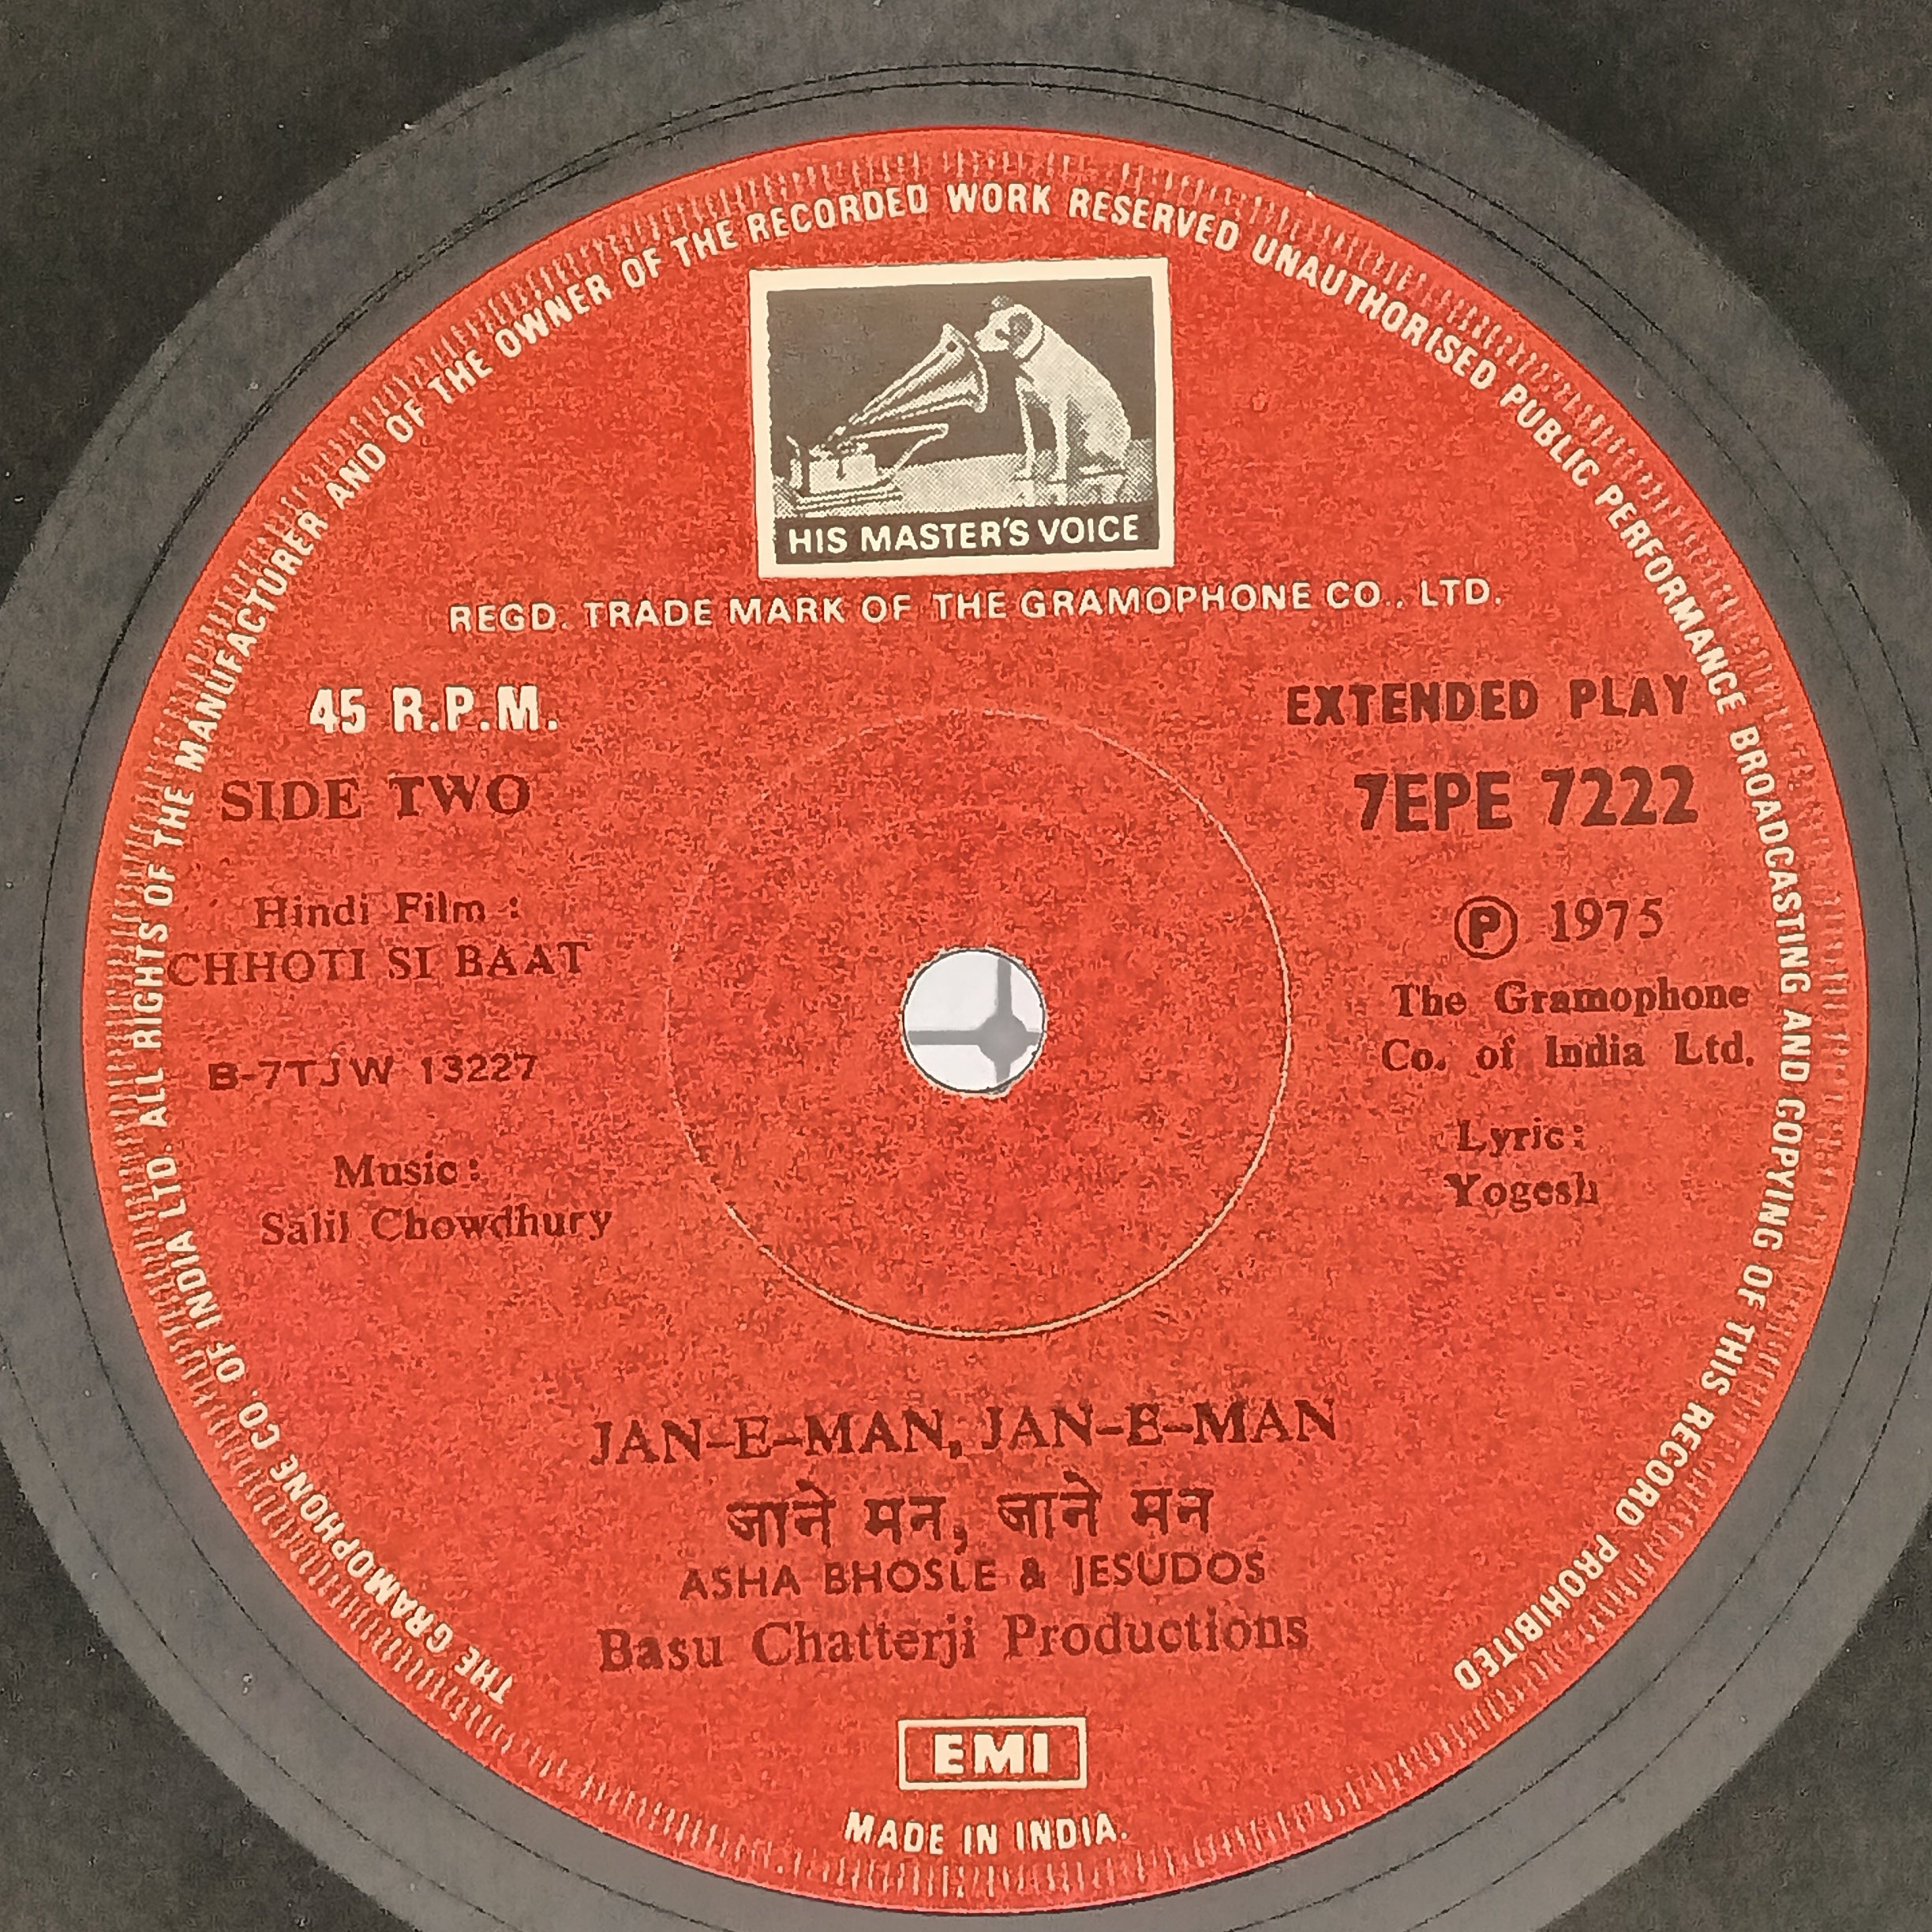 THE GRAMOPHONE CO. OF INDIA LTD. ALL RIGHTS OF THE MANUFACTURER AND OF THE OWNER OF THE RECORDED WORK RESERVED UNAUTHORISED PUBLIC PERFORMANCE BROADCASTING AND COPYING OF THIS RECORD PROHIBITED
HIS MASTER'S VOICE
REGD. TRADE MARK OF THE GRAMOPHONE CO., LTD.
45 R.P.M.
SIDE TWO
Hindi Film :
CHHOTI SI BAAT
B-7TJW 13227
Music :
Salil Chowdhury
EXTENDED PLAY
7EPE 7222
Ⓟ 1975
The Gramophone
Co. of India Ltd.
Lyric :
Yogesh
JAN-E-MAN, JAN-E-MAN
जाने मन, जाने मन
ASHA BHOSLE & JESUDOS
Basu Chatterji Productions
EMI
MADE IN INDIA.